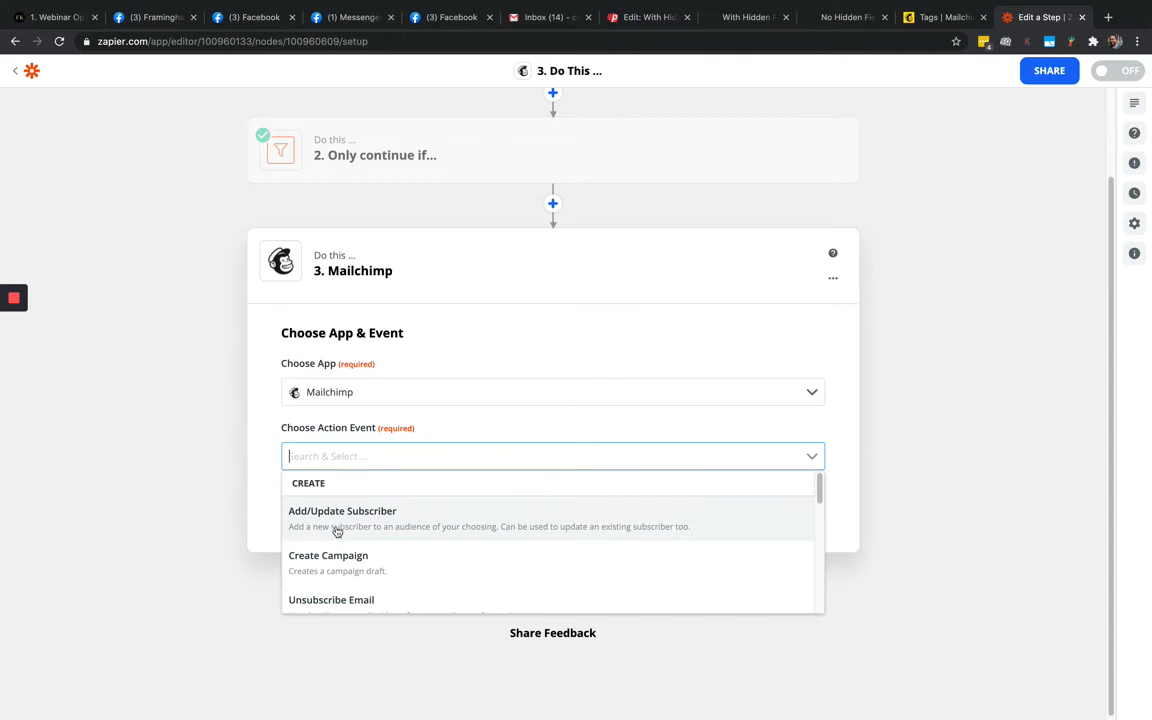 1. Webinar Op
(3) Framingha
(3) Facebook
(1) Messenge
(3) Facebook
Inbox (14) - c
Edit: With Hid
With Hidden F
No Hidden Fi
Tags | Mailch
Edit a Step | Z
zapier.com/app/editor/100960133/nodes/100960609/setup
3. Do This ...
SHARE
OFF
Do this ...
2. Only continue if...
Do this ...
3. Mailchimp
Choose App & Event
Choose App (required)
Mailchimp
Choose Action Event (required)
Search & Select ...
CREATE
Add/Update Subscriber
Add a new subscriber to an audience of your choosing. Can be used to update an existing subscriber too.
Create Campaign
Creates a campaign draft.
Unsubscribe Email
Share Feedback